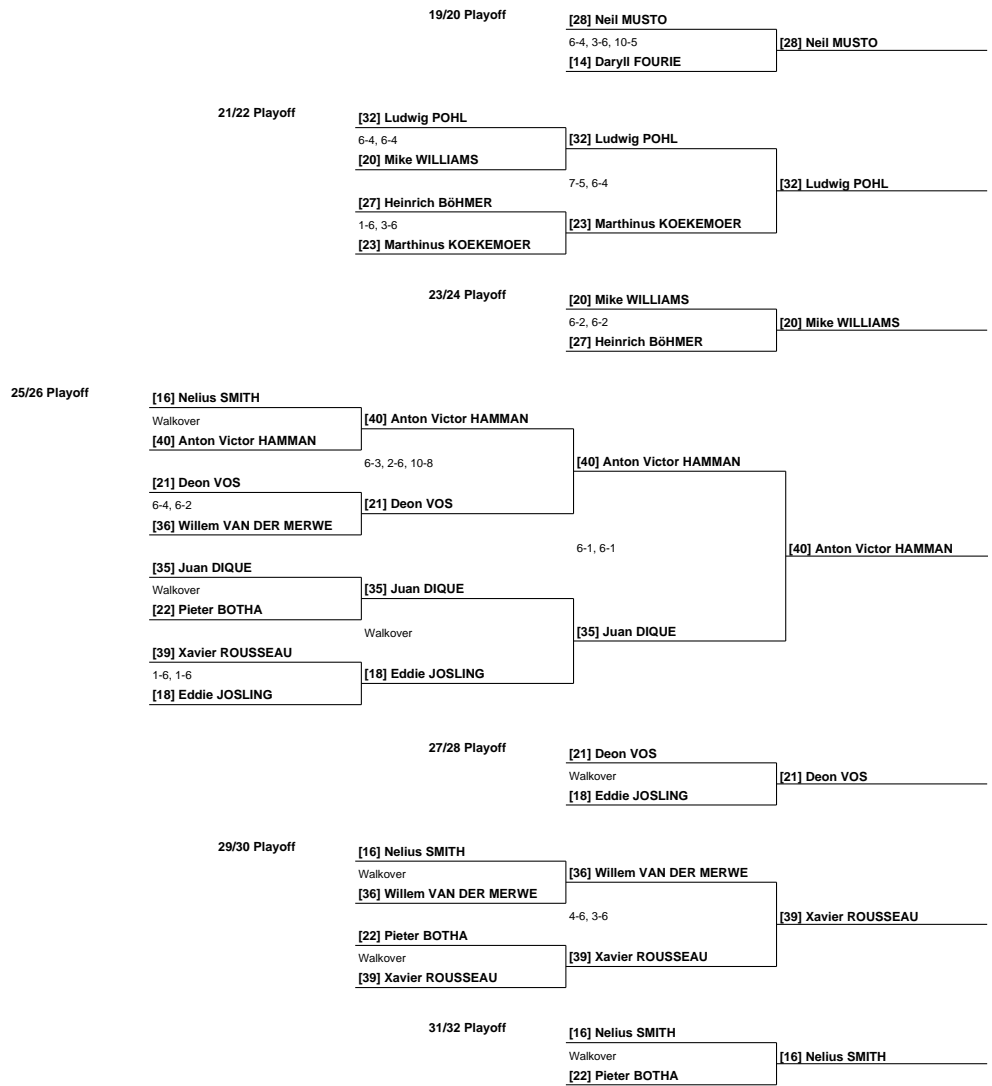 19/20 Playoff
[28] Neil MUSTO
6-4, 3-6, 10-5
[28] Neil MUSTO
[14] Daryll FOURIE
21/22 Playoff
[32] Ludwig POHL
6-4, 6-4
[32] Ludwig POHL
[20] Mike WILLIAMS
7-5, 6-4
[32] Ludwig POHL
[27] Heinrich BöHMER
1-6, 3-6
[23] Marthinus KOEKEMOER
[23] Marthinus KOEKEMOER
23/24 Playoff
[20] Mike WILLIAMS
6-2, 6-2
[20] Mike WILLIAMS
[27] Heinrich BöHMER
25/26 Playoff
[16] Nelius SMITH
Walkover
[40] Anton Victor HAMMAN
[40] Anton Victor HAMMAN
6-3, 2-6, 10-8
[40] Anton Victor HAMMAN
[21] Deon VOS
6-4, 6-2
[21] Deon VOS
[36] Willem VAN DER MERWE
6-1, 6-1
[40] Anton Victor HAMMAN
[35] Juan DIQUE
Walkover
[35] Juan DIQUE
[22] Pieter BOTHA
Walkover
[35] Juan DIQUE
[39] Xavier ROUSSEAU
1-6, 1-6
[18] Eddie JOSLING
[18] Eddie JOSLING
27/28 Playoff
[21] Deon VOS
Walkover
[21] Deon VOS
[18] Eddie JOSLING
29/30 Playoff
[16] Nelius SMITH
Walkover
[36] Willem VAN DER MERWE
[36] Willem VAN DER MERWE
4-6, 3-6
[39] Xavier ROUSSEAU
[22] Pieter BOTHA
Walkover
[39] Xavier ROUSSEAU
[39] Xavier ROUSSEAU
31/32 Playoff
[16] Nelius SMITH
Walkover
[16] Nelius SMITH
[22] Pieter BOTHA